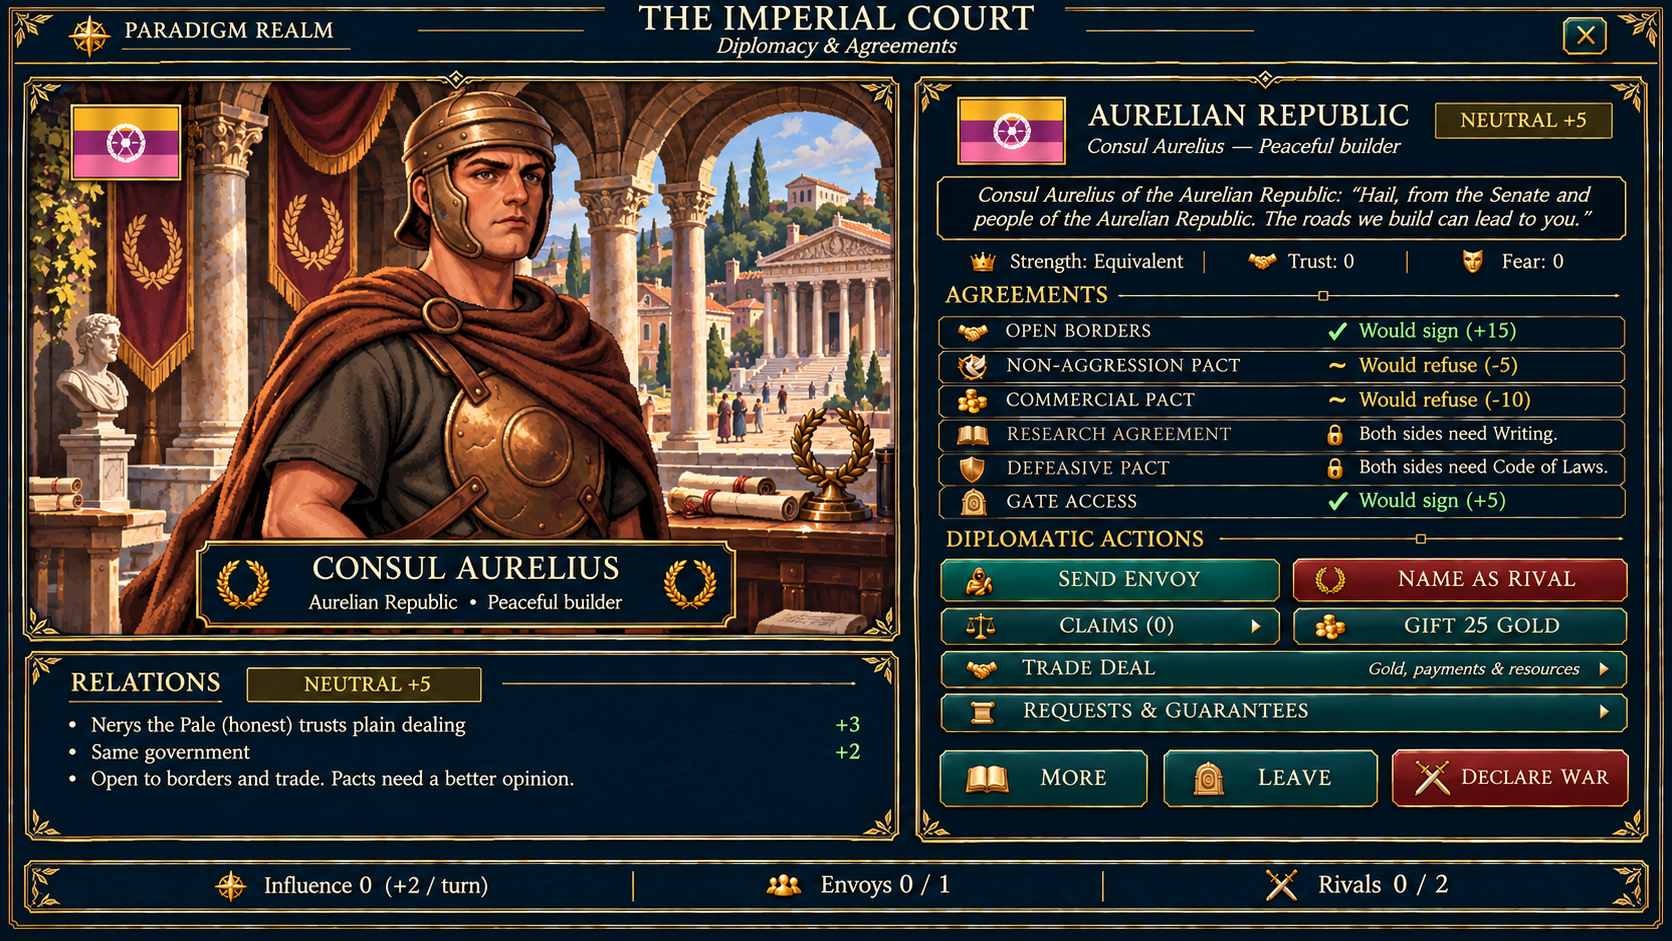 PARADIGM REALM
THE IMPERIAL COURT
Diplomacy & Agreements
CONSUL AURELIUS
Aurelian Republic • Peaceful builder
RELATIONS
NEUTRAL +5
• Nerys the Pale (honest) trusts plain dealing +3
• Same government +2
• Open to borders and trade. Pacts need a better opinion.
AURELIAN REPUBLIC
NEUTRAL +5
Consul Aurelius — Peaceful builder
Consul Aurelius of the Aurelian Republic: “Hail, from the Senate and
people of the Aurelian Republic. The roads we build can lead to you.”
Strength: Equivalent
Trust: 0
Fear: 0
AGREEMENTS
OPEN BORDERS ✓ Would sign (+15)
NON-AGGRESSION PACT ~ Would refuse (-5)
COMMERCIAL PACT ~ Would refuse (-10)
RESEARCH AGREEMENT Both sides need Writing.
DEFEASIVE PACT Both sides need Code of Laws.
GATE ACCESS ✓ Would sign (+5)
DIPLOMATIC ACTIONS
SEND ENVOY
NAME AS RIVAL
CLAIMS (0)
GIFT 25 GOLD
TRADE DEAL Gold, payments & resources
REQUESTS & GUARANTEES
MORE
LEAVE
DECLARE WAR
Influence 0 (+2 / turn)
Envoys 0 / 1
Rivals 0 / 2